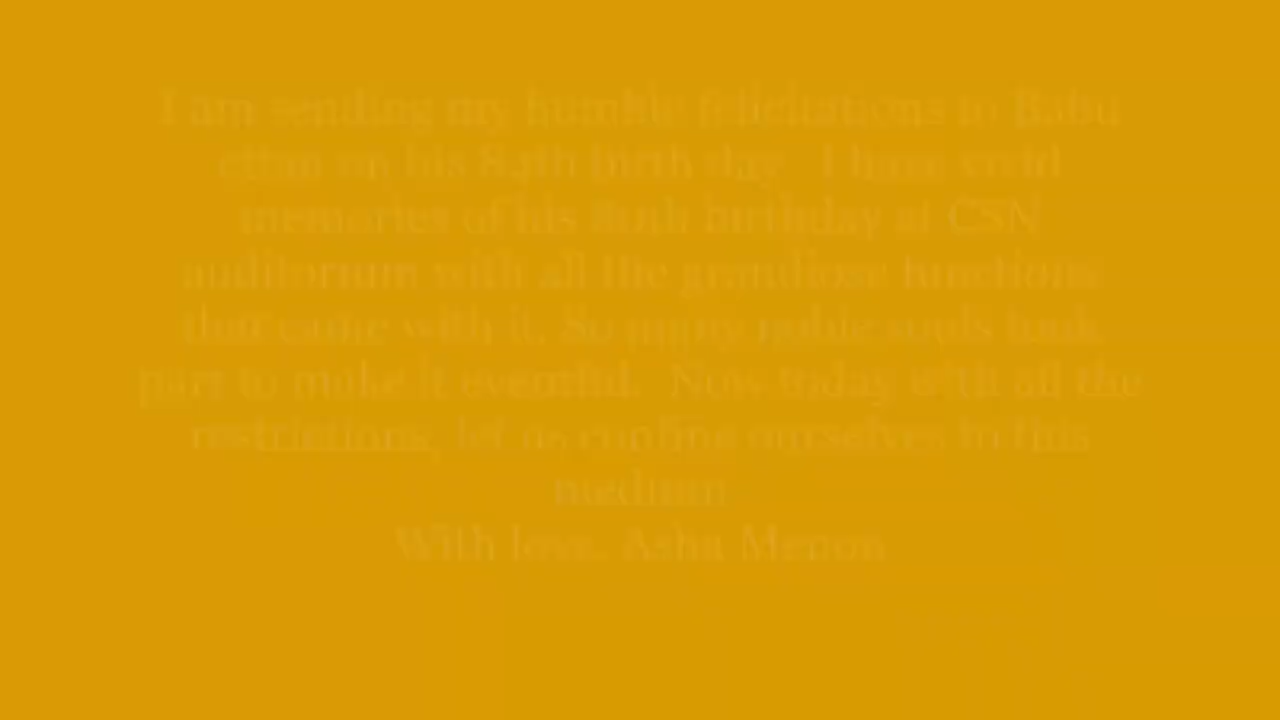 I am sending my humble felicitations to Babu
ettan on his 84th birth day. I have vivid
memories of his birthday at CSN
auditorium with all the grandiose functions
that came with it. So many noble souls took
part to make it eventful. Now today with all the
restrictions, let us confine ourselves to this
medium
With love, Asha Menon